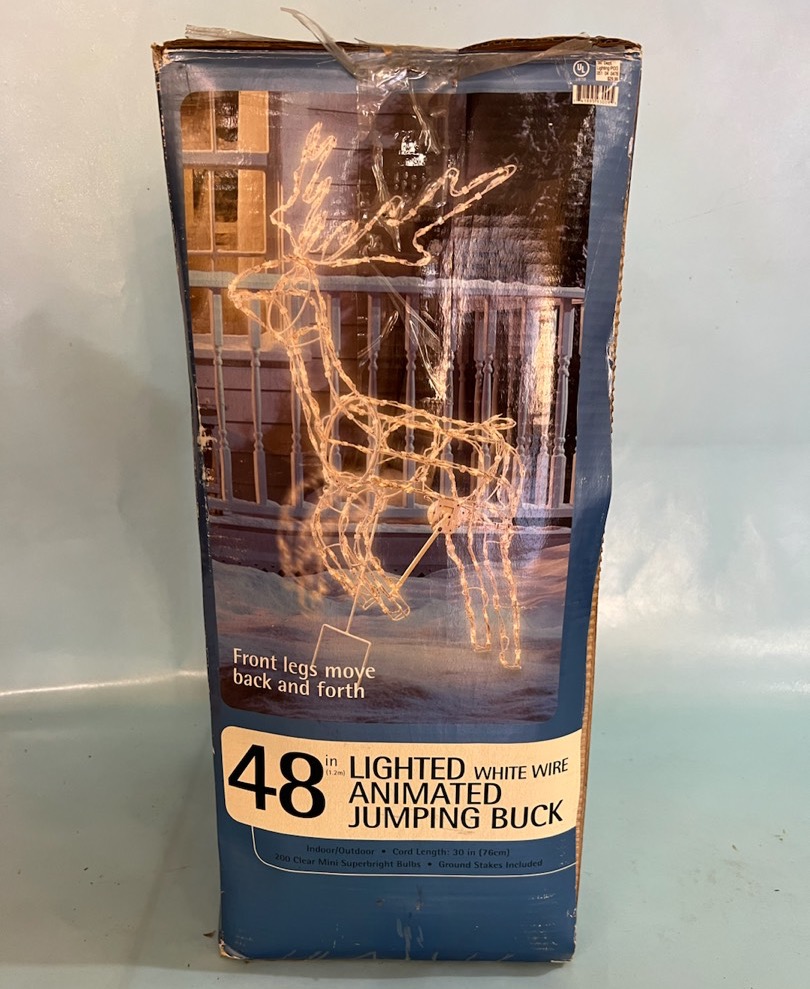 UL
Front legs move
back and forth
48 in (1.2m)
LIGHTED WHITE WIRE
ANIMATED
JUMPING BUCK
Indoor/Outdoor • Cord Length: 30 in (76cm)
200 Clear Mini Superbright Bulbs • Ground Stakes Included